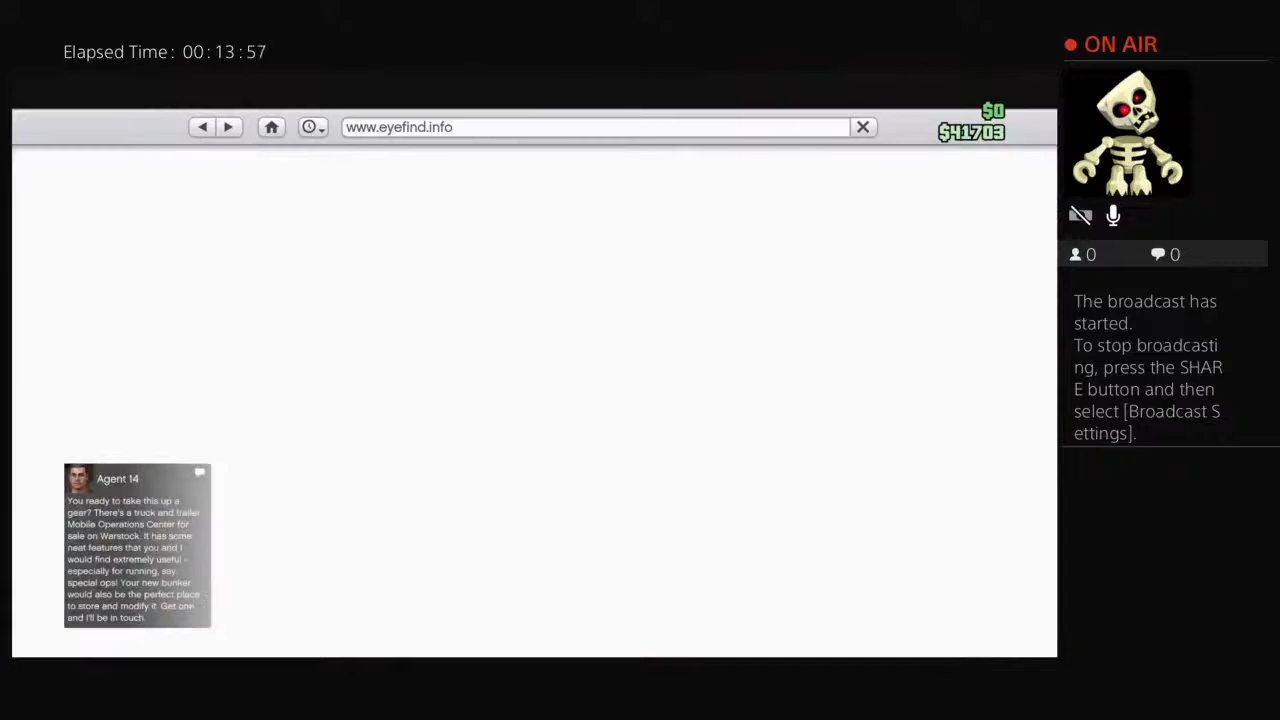 Elapsed Time: 00:13:57
ON AIR
www.eyefind.info
$0
$41703
0
0
The broadcast has
started.
To stop broadcasti
ng, press the SHAR
E button and then
select [Broadcast S
ettings].
Agent 14
You ready to take this up a
gear? There's a truck and trailer
Mobile Operations Center for
sale on Warstock. It has some
neat features that you and I
would find extremely useful -
especially for running, say,
special ops! Your new bunker
would also be the perfect place
to store and modify it. Get one
and I'll be in touch.